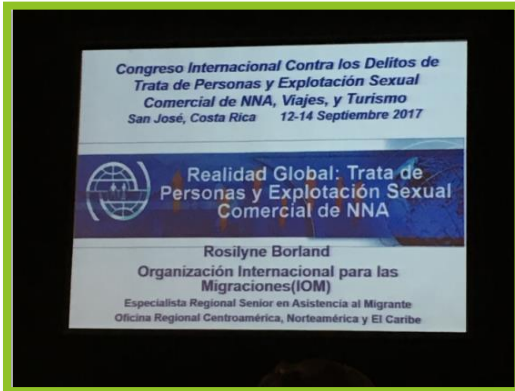 Congreso Internacional Contra los Delitos de
Trata de Personas y Explotación Sexual
Comercial de NNA, Viajes, y Turismo
San José, Costa Rica 12-14 Septiembre 2017
Realidad Global: Trata de
Personas y Explotación Sexual
Comercial de NNA
Rosilyne Borland
Organización Internacional para las
Migraciones(IOM)
Especialista Regional Senior en Asistencia al Migrante
Oficina Regional Centroamérica, Norteamérica y El Caribe